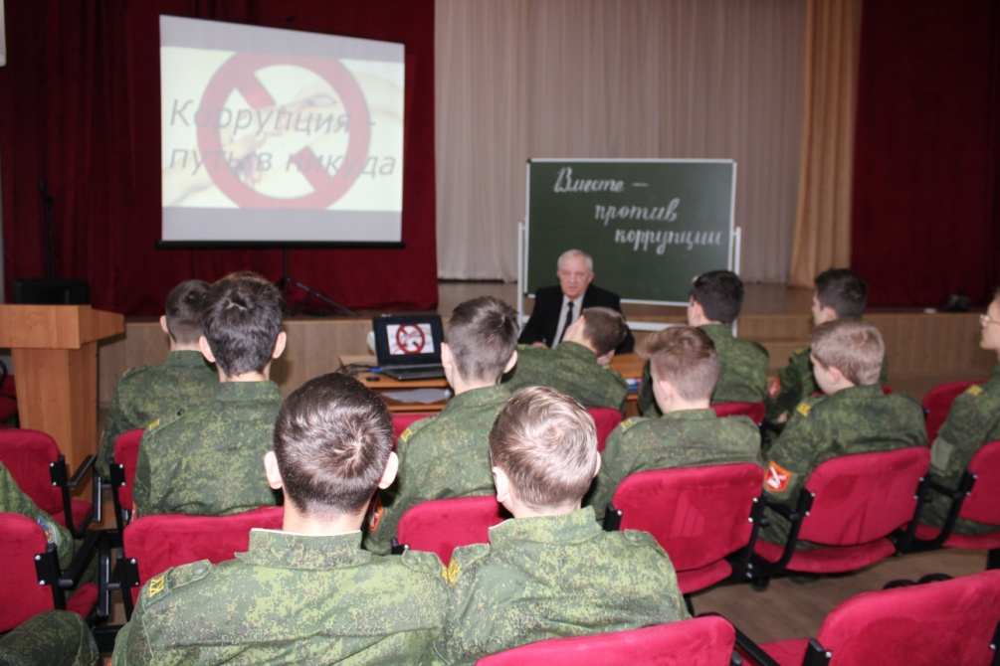 Коррупция -
путь в никуда
Вместе —
против
коррупции